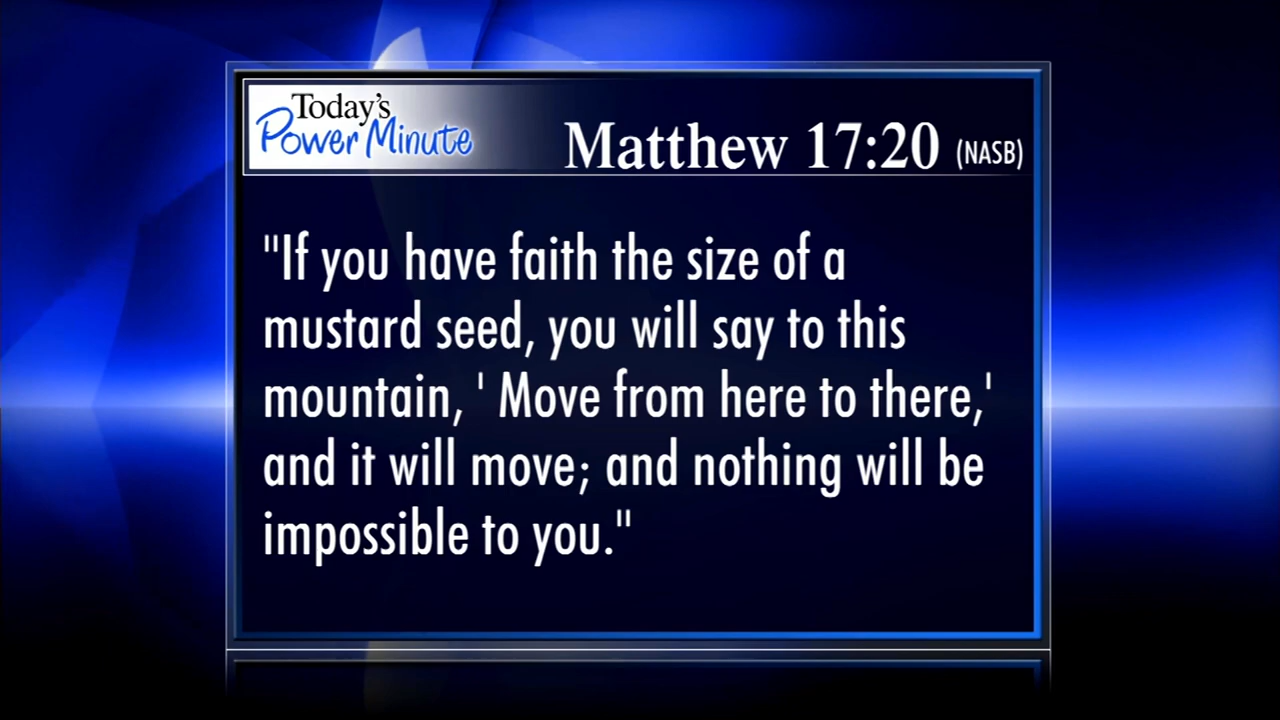 Today's
Power Minute
Matthew 17:20 (NASB)
"If you have faith the size of a
mustard seed, you will say to this
mountain, ' Move from here to there,'
and it will move; and nothing will be
impossible to you."